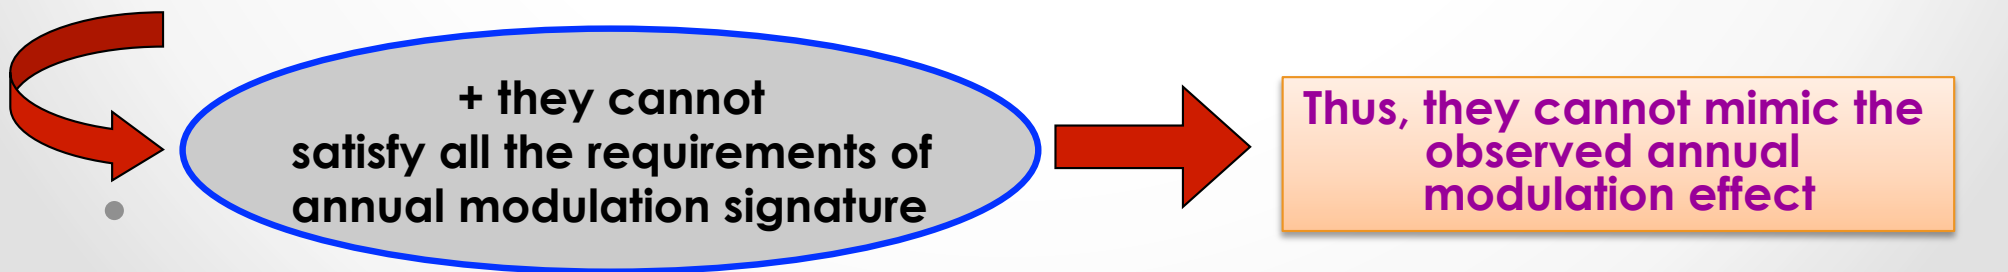 + they cannot
satisfy all the requirements of
annual modulation signature
Thus, they cannot mimic the
observed annual
modulation effect